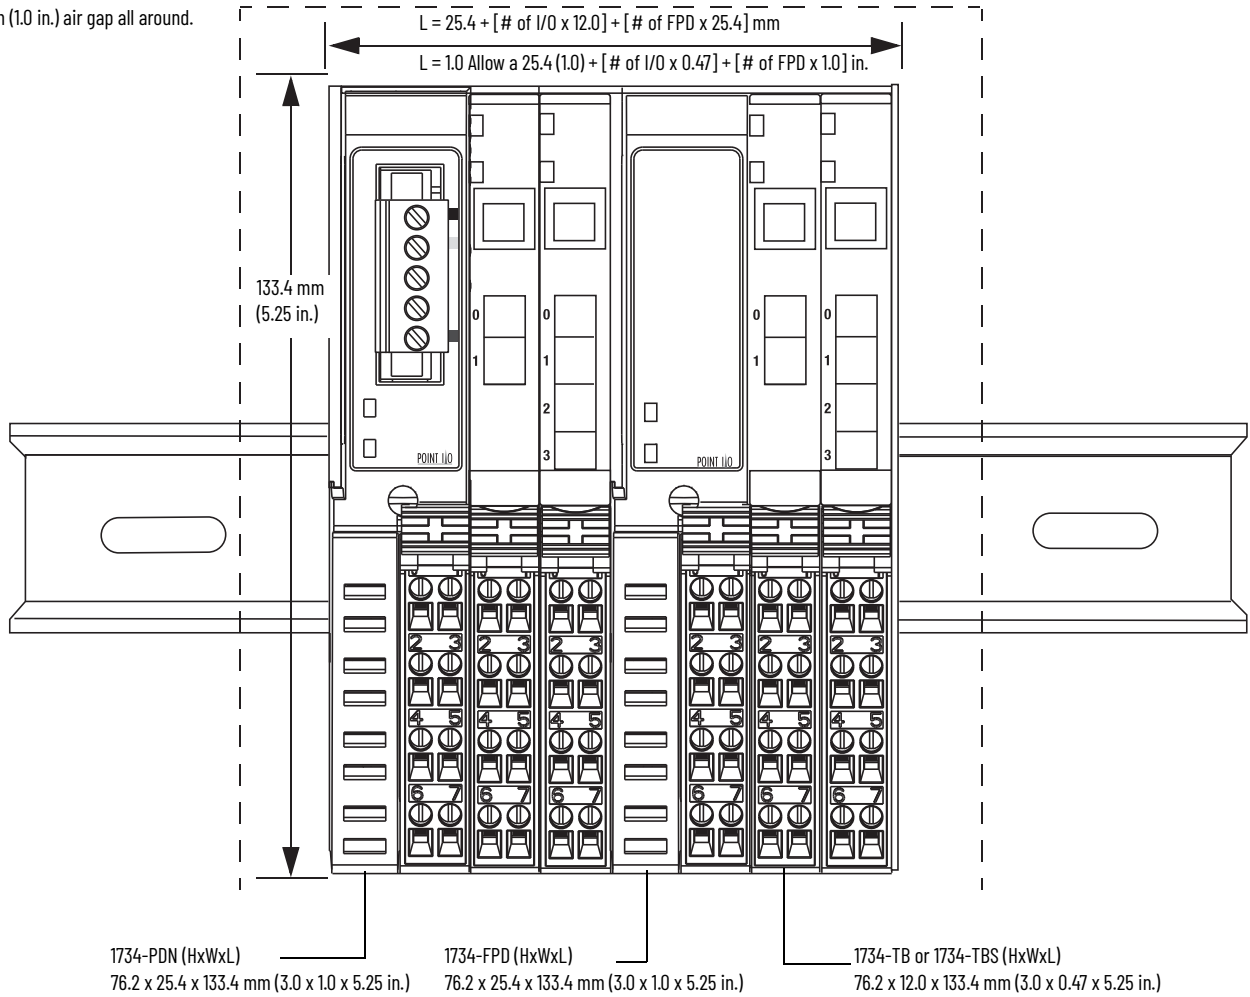 (1.0 in.) air gap all around.
L = 25.4 + [# of I/O x 12.0] + [# of FPD x 25.4] mm
L = 1.0 Allow a 25.4 (1.0) + [# of I/O x 0.47] + [# of FPD x 1.0] in.
133.4 mm
(5.25 in.)
0 0 0 0
1 1 1 1
2 2
3 3
POINT I/O POINT I/O
2 3 2 3 2 3 2 3 2 3 2 3
4 5 4 5 4 5 4 5 4 5 4 5
6 7 6 7 6 7 6 7 6 7 6 7
1734-PDN (HxWxL)
76.2 x 25.4 x 133.4 mm (3.0 x 1.0 x 5.25 in.)
1734-FPD (HxWxL)
76.2 x 25.4 x 133.4 mm (3.0 x 1.0 x 5.25 in.)
1734-TB or 1734-TBS (HxWxL)
76.2 x 12.0 x 133.4 mm (3.0 x 0.47 x 5.25 in.)